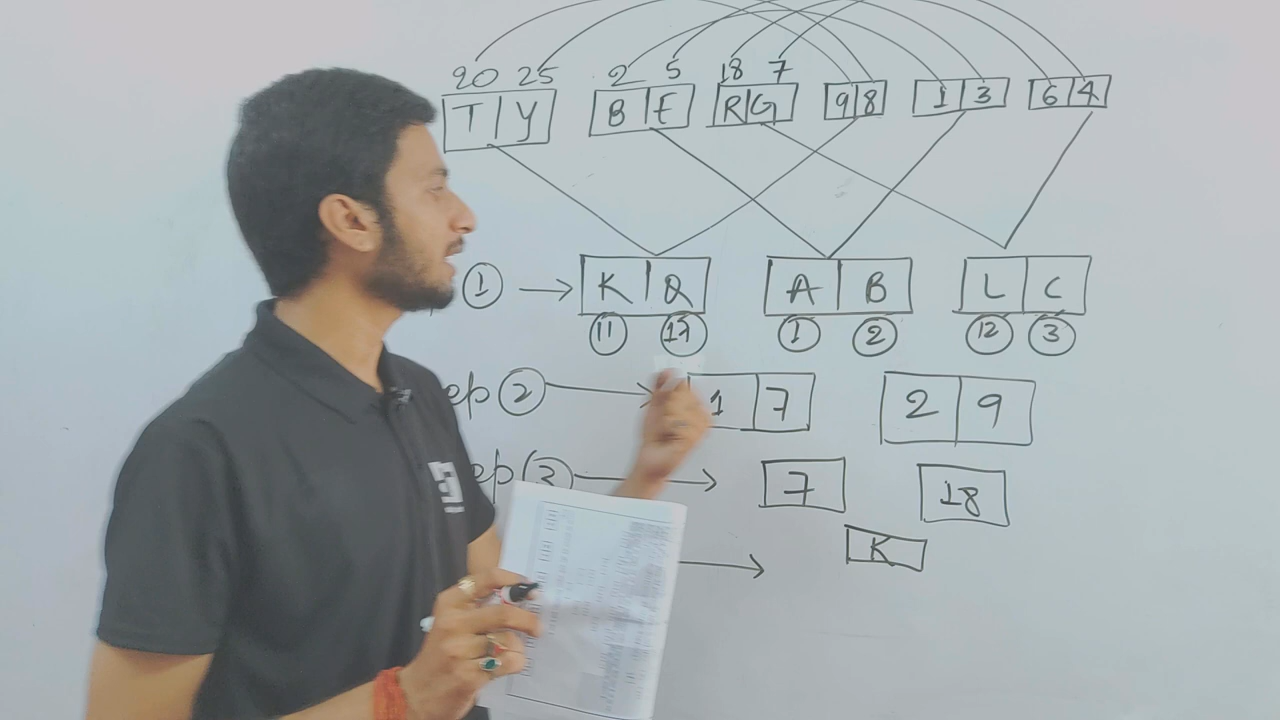 20 25 2 5 18 7
T Y B E R G 9 8 1 3 6 4
1 → K Q A B L C
11 17 1 2 12 3
ep 2 → 1 7 2 9
ep 3 → 7 18
→ K